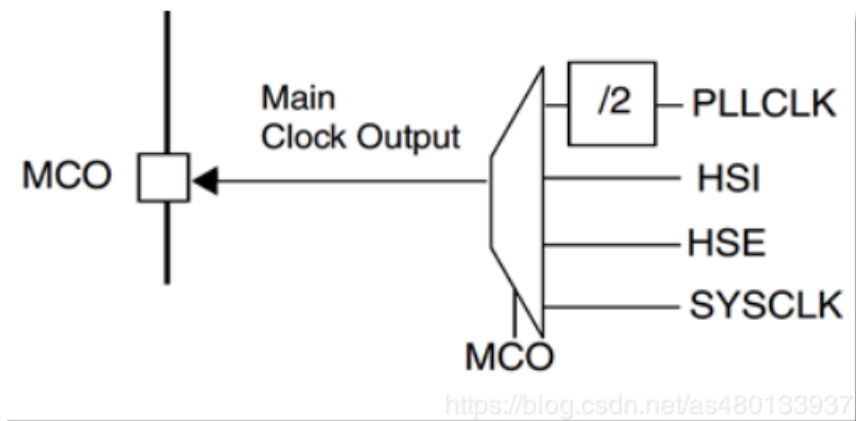 Main
Clock Output
/2
PLLCLK
MCO
HSI
HSE
SYSCLK
MCO
https://blog.csdn.net/as480133937